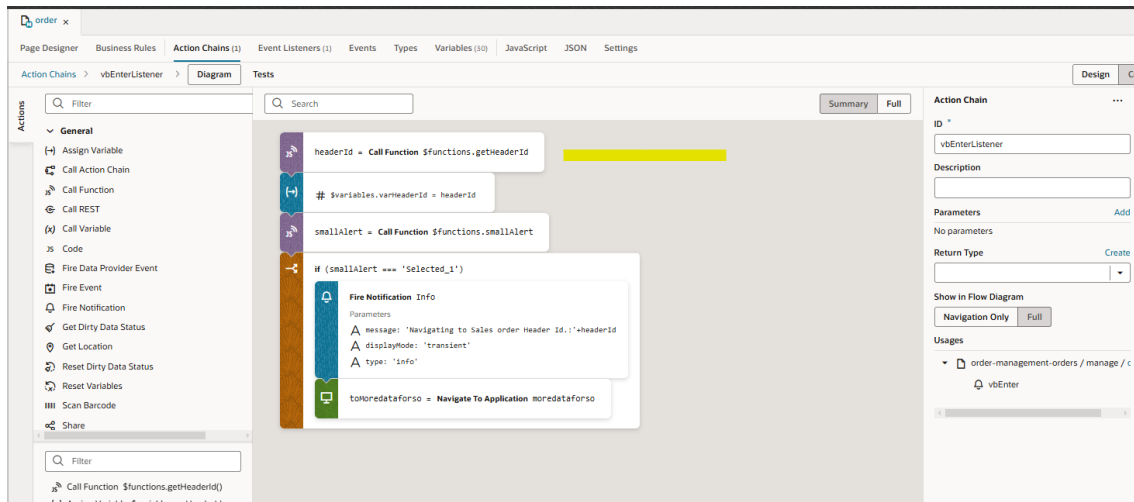 order ×
Page Designer Business Rules Action Chains (1) Event Listeners (1) Events Types Variables (30) JavaScript JSON Settings
Action Chains > vbEnterListener > Diagram Tests
Design
Actions
Filter
General
Assign Variable
Call Action Chain
Call Function
Call REST
Call Variable
JS Code
Fire Data Provider Event
Fire Event
Fire Notification
Get Dirty Data Status
Get Location
Reset Dirty Data Status
Reset Variables
Scan Barcode
Share
Filter
Call Function $functions.getHeaderId()
Search
Summary Full
headerId = Call Function $functions.getHeaderId
# $variables.varHeaderId = headerId
smallAlert = Call Function $functions.smallAlert
if (smallAlert === 'Selected_1')
Fire Notification Info
Parameters
A message: 'Navigating to Sales order Header Id.:'+headerId
A displayMode: 'transient'
A type: 'info'
toMoredataforso = Navigate To Application moredataforso
Action Chain ...
ID *
vbEnterListener
Description
Parameters Add
No parameters
Return Type Create
Show in Flow Diagram
Navigation Only Full
Usages
order-management-orders / manage /
vbEnter